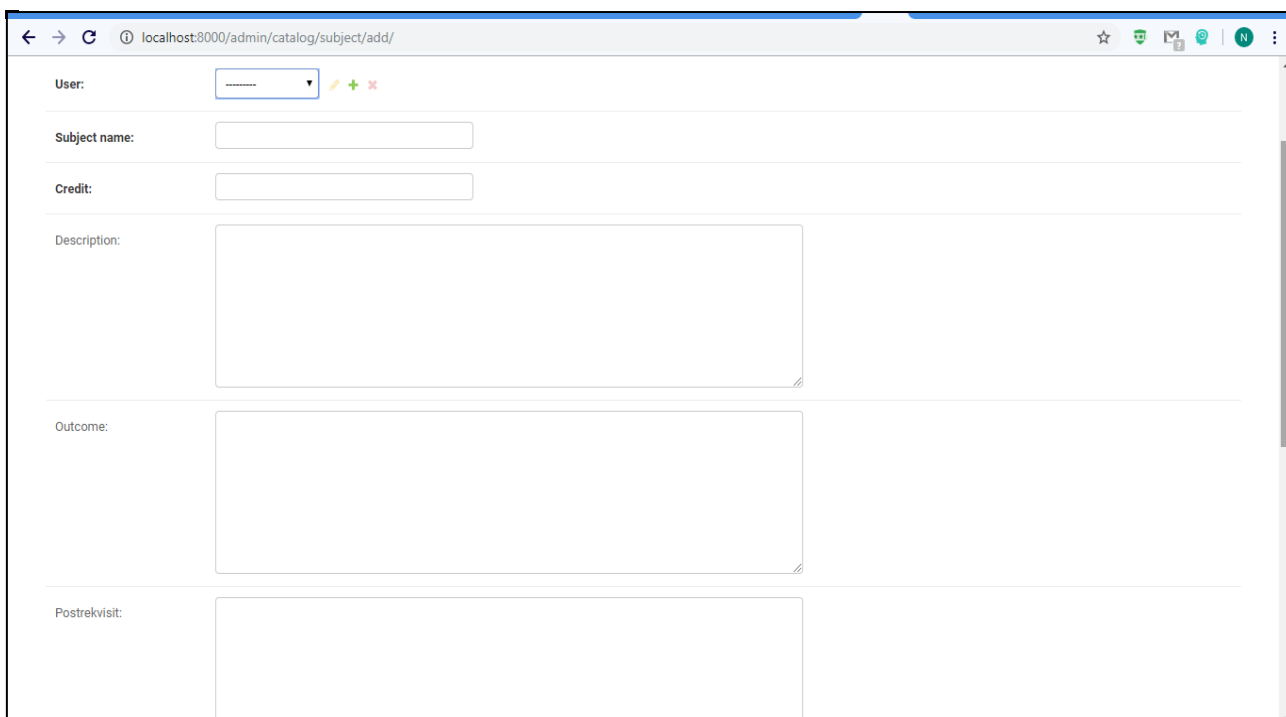 localhost:8000/admin/catalog/subject/add/
?
N
User:
---------
Subject name:
Credit:
Description:
Outcome:
Postrekvisit: